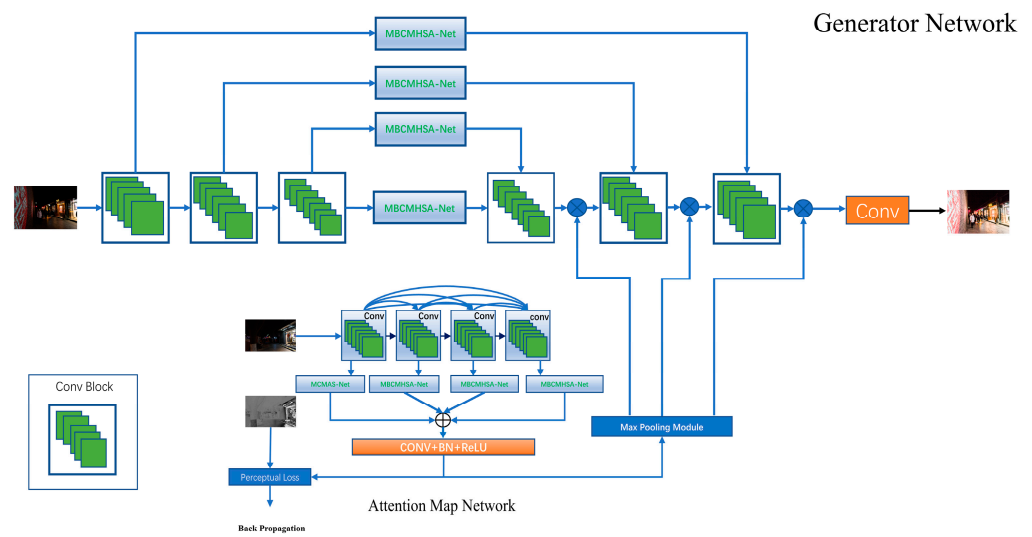 Generator Network
MBCMHSA-Net
MBCMHSA-Net
MBCMHSA-Net
MBCMHSA-Net
Conv
Conv
Conv
Conv
conv
MCMAS-Net
MBCMHSA-Net
MBCMHSA-Net
MBCMHSA-Net
Conv Block
Max Pooling Module
CONV+BN+ReLU
Perceptual Loss
Attention Map Network
Back Propagation